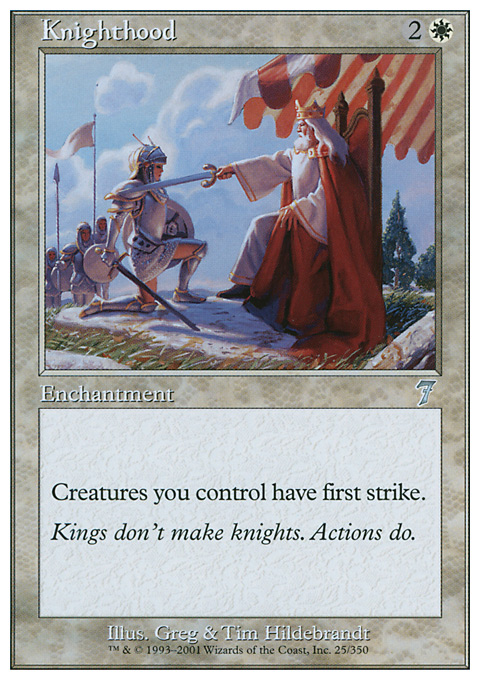 Knighthood 2
Enchantment 7
Creatures you control have first strike.
Kings don't make knights. Actions do.
Illus. Greg & Tim Hildebrandt
™ & © 1993–2001 Wizards of the Coast, Inc. 25/350